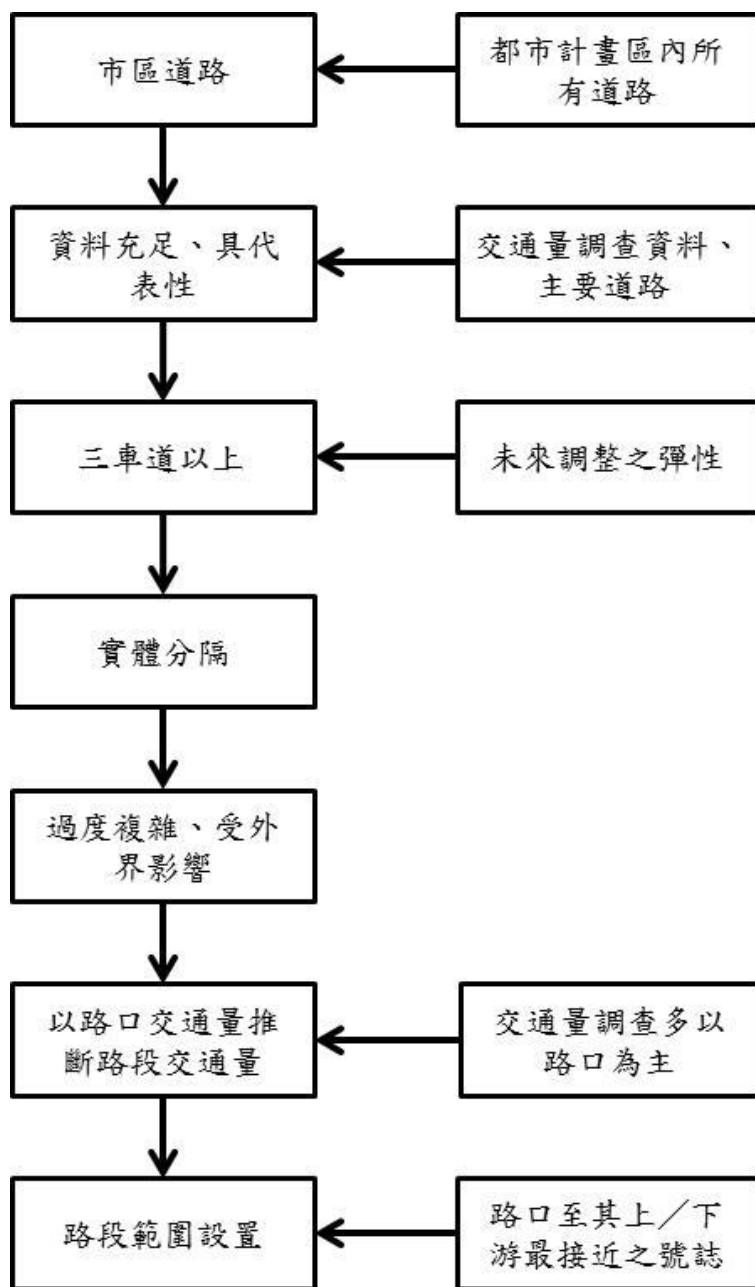 市區道路
都市計畫區內所
有道路
資料充足、具代
表性
交通量調查資料、
主要道路
三車道以上
未來調整之彈性
實體分隔
過度複雜、受外
界影響
以路口交通量推
斷路段交通量
交通量調查多以
路口為主
路段範圍設置
路口至其上／下
游最接近之號誌